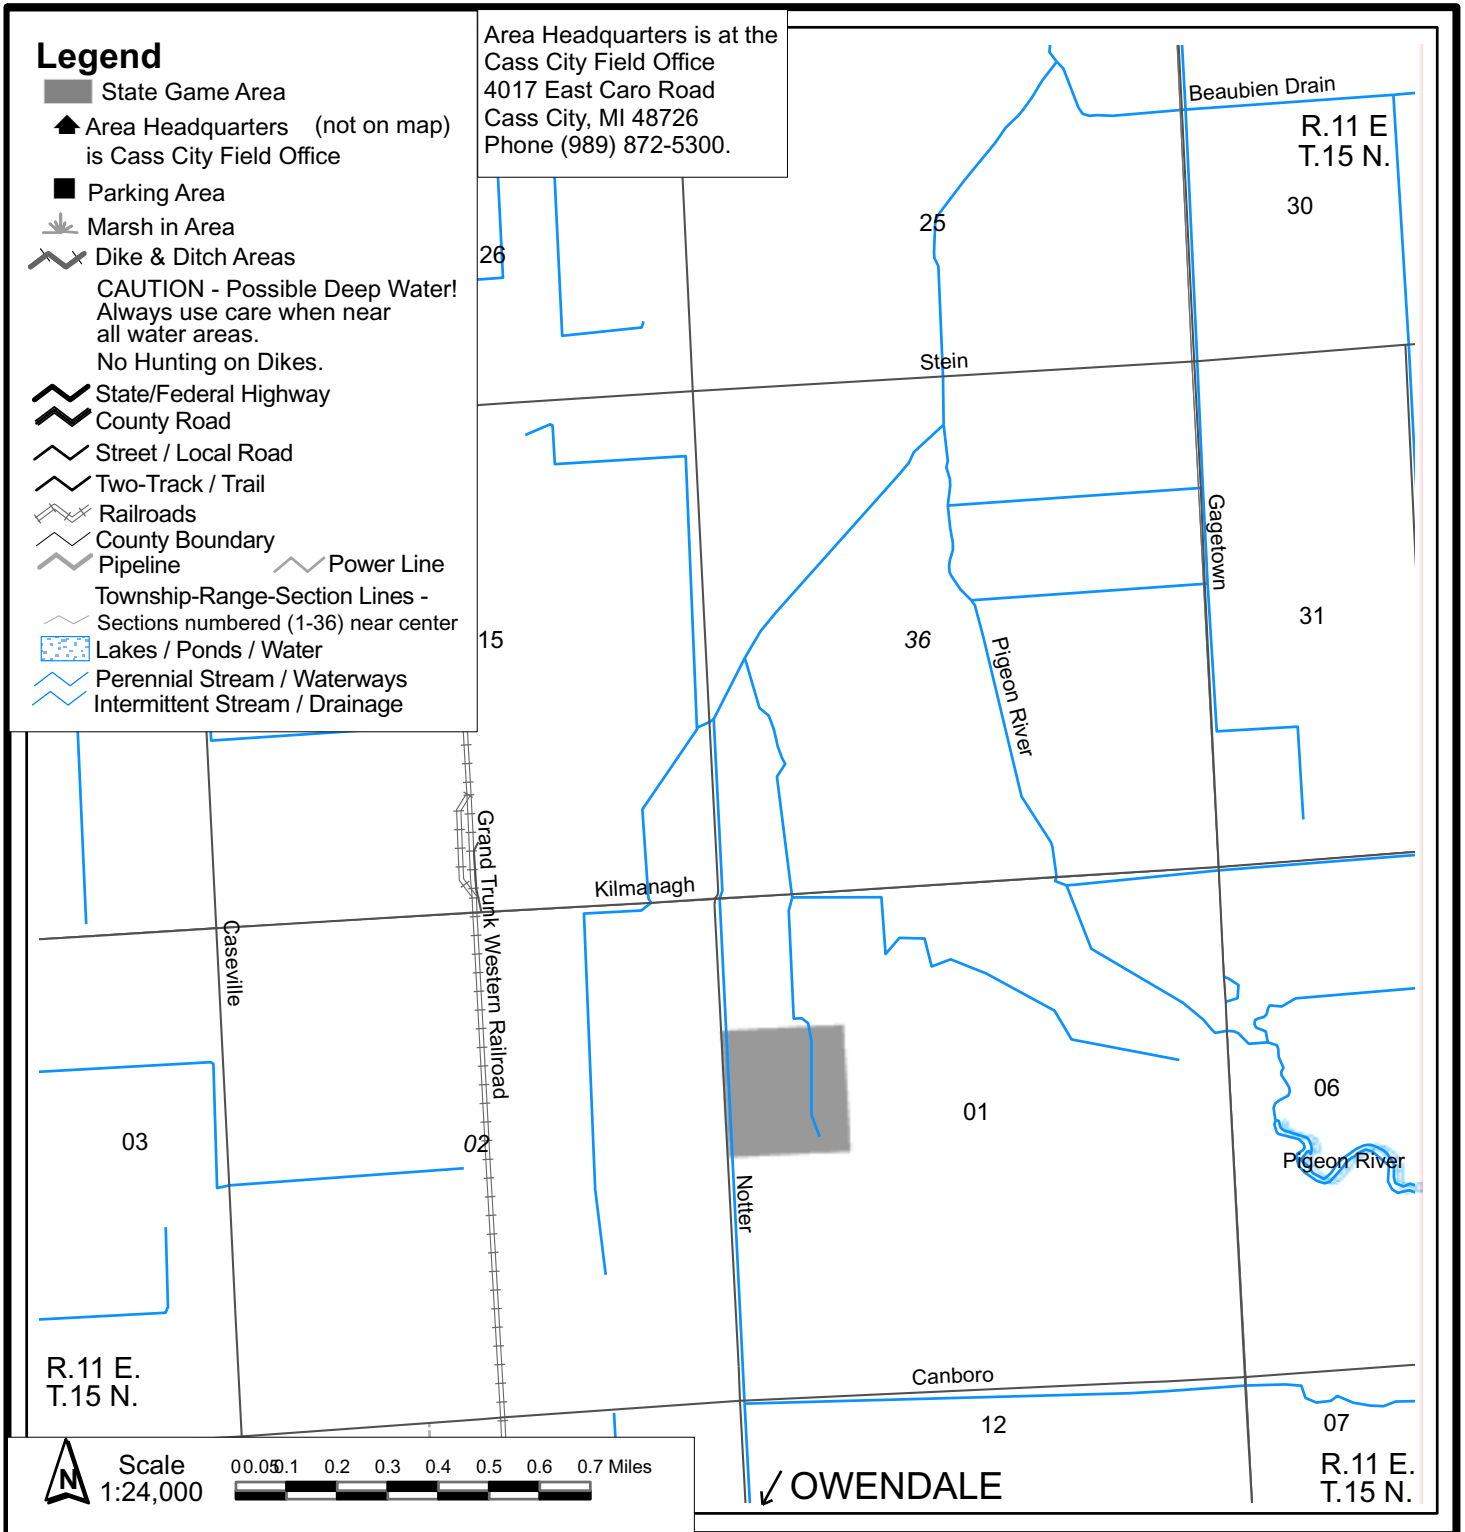 Legend
State Game Area
Area Headquarters (not on map)
is Cass City Field Office
Parking Area
Marsh in Area
Dike & Ditch Areas
CAUTION - Possible Deep Water!
Always use care when near
all water areas.
No Hunting on Dikes.
State/Federal Highway
County Road
Street / Local Road
Two-Track / Trail
Railroads
County Boundary
Pipeline
Power Line
Township-Range-Section Lines -
Sections numbered (1-36) near center
Lakes / Ponds / Water
Perennial Stream / Waterways
Intermittent Stream / Drainage
Area Headquarters is at the
Cass City Field Office
4017 East Caro Road
Cass City, MI 48726
Phone (989) 872-5300.
Beaubien Drain
R.11 E
T.15 N.
30
25
26
Stein
Gagetown
31
36
15
Pigeon River
Grand Trunk Western Railroad
Kilmanagh
Caseville
06
01
03
02
Pigeon River
Notter
R.11 E.
T.15 N.
Canboro
12
07
R.11 E.
T.15 N.
OWENDALE
N
Scale
1:24,000
0 0.05 0.1 0.2 0.3 0.4 0.5 0.6 0.7 Miles